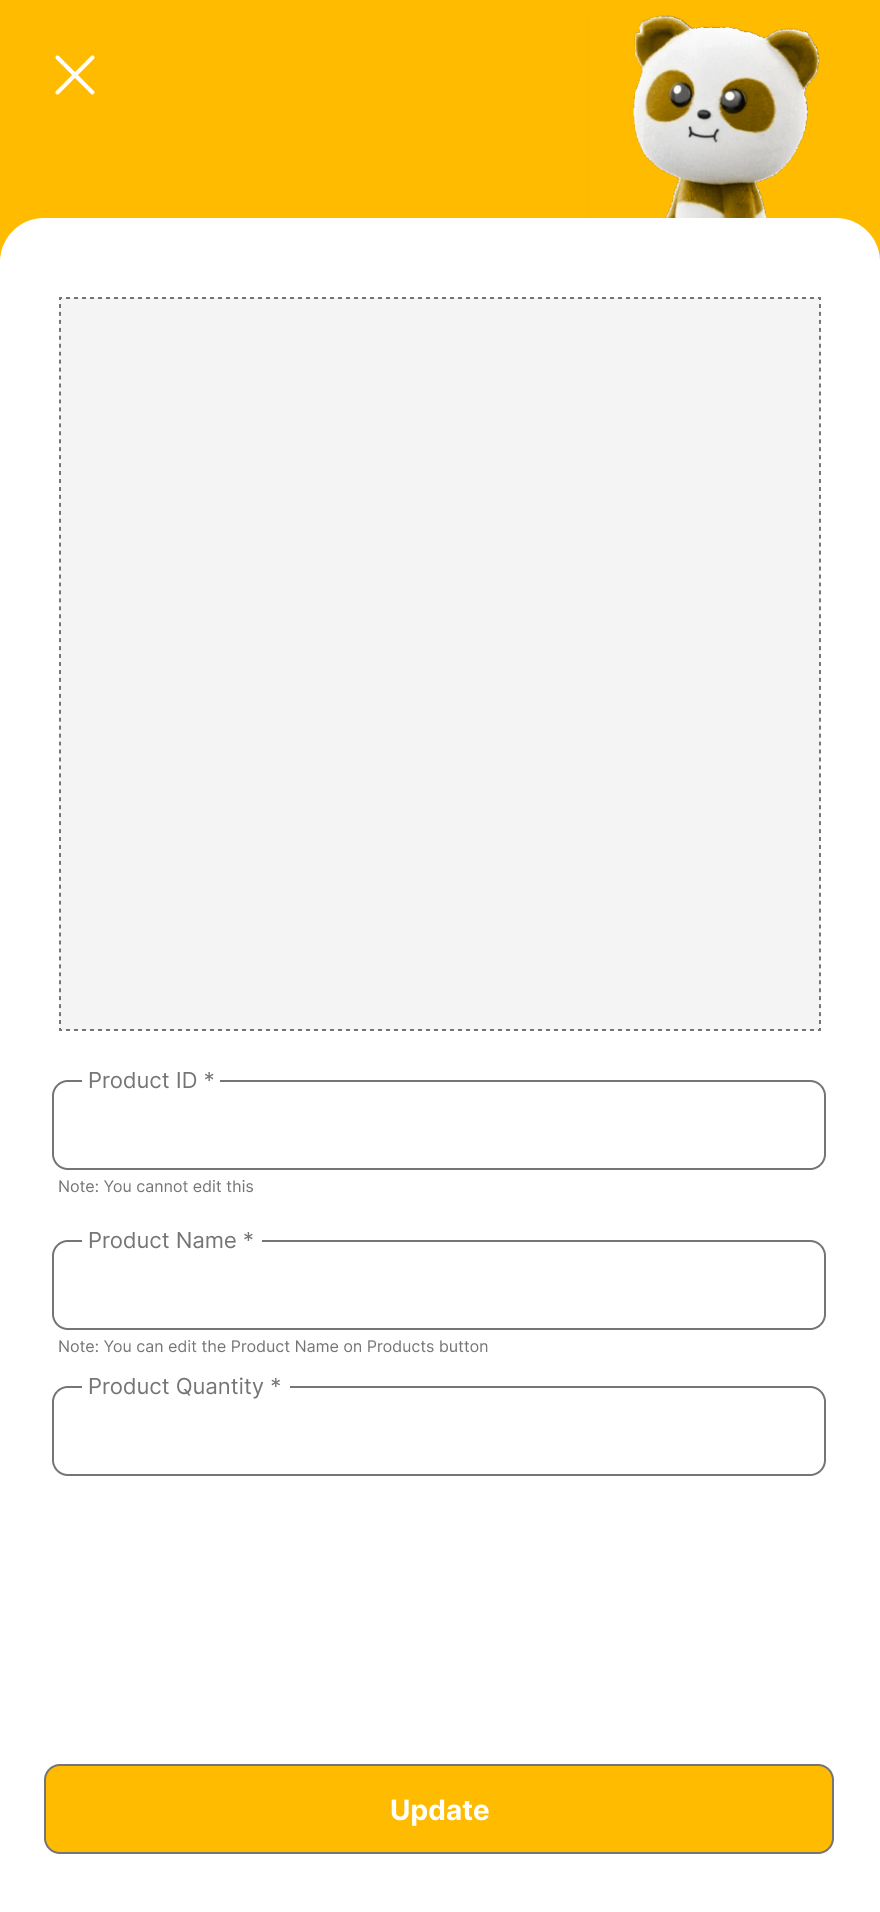 Product ID *
Note: You cannot edit this
Product Name *
Note: You can edit the Product Name on Products button
Product Quantity *
Update